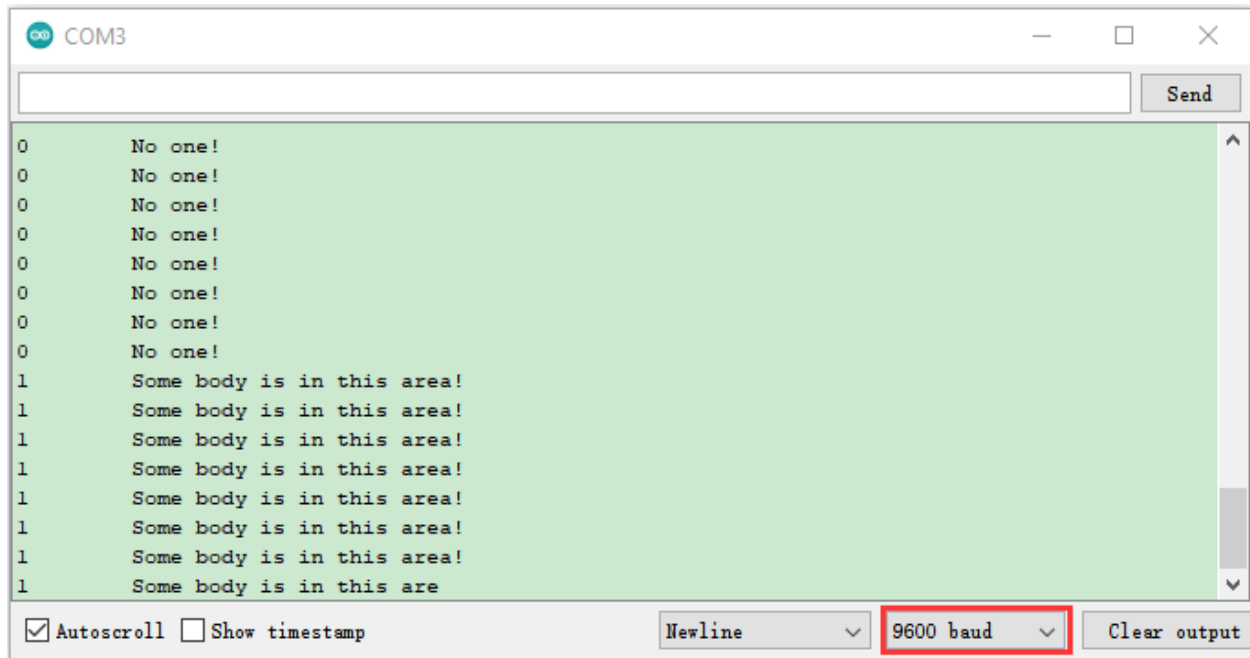 COM3
Send
0 No one!
0 No one!
0 No one!
0 No one!
0 No one!
0 No one!
0 No one!
0 No one!
1 Some body is in this area!
1 Some body is in this area!
1 Some body is in this area!
1 Some body is in this area!
1 Some body is in this area!
1 Some body is in this area!
1 Some body is in this area!
1 Some body is in this are
Autoscroll Show timestamp Newline 9600 baud Clear output